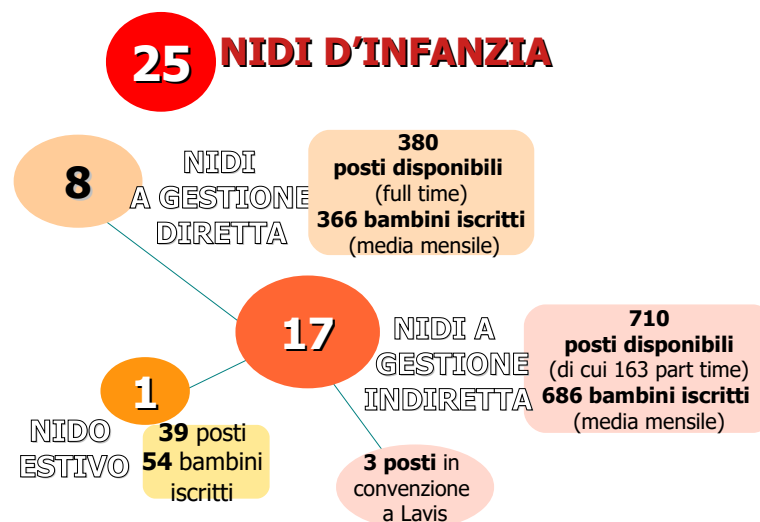 25 NIDI D'INFANZIA
8
NIDI
A GESTIONE
DIRETTA
380
posti disponibili
(full time)
366 bambini iscritti
(media mensile)
17
NIDI A
GESTIONE
INDIRETTA
710
posti disponibili
(di cui 163 part time)
686 bambini iscritti
(media mensile)
1
NIDO
ESTIVO
39 posti
54 bambini
iscritti
3 posti in
convenzione
a Lavis